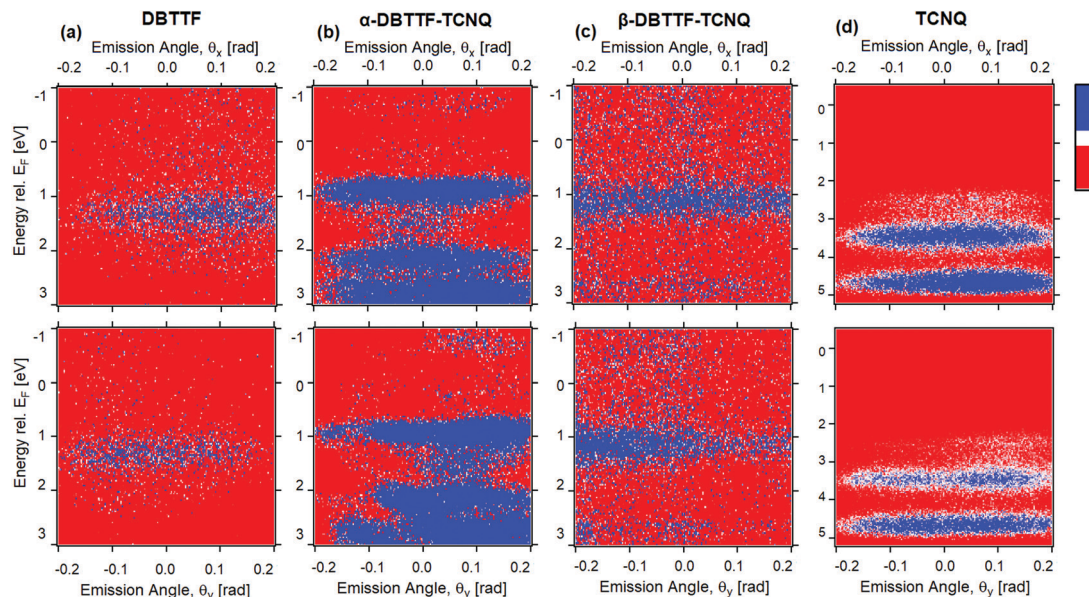 DBTTF α-DBTTF-TCNQ β-DBTTF-TCNQ TCNQ
(a) (b) (c) (d)
Emission Angle, θx [rad] Emission Angle, θx [rad] Emission Angle, θx [rad] Emission Angle, θx [rad]
-0.2 -0.1 0.0 0.1 0.2 -0.2 -0.1 0.0 0.1 0.2 -0.2 -0.1 0.0 0.1 0.2 -0.2 -0.1 0.0 0.1 0.2
Energy rel. EF [eV]
-1 -1 -1
0 0 0 0
1 1 1 1
2 2 2 2
3 3 3 3
4
5
Energy rel. EF [eV]
-1 -1 -1
0 0 0 0
1 1 1 1
2 2 2 2
3 3 3 3
4
5
-0.2 -0.1 0.0 0.1 0.2 -0.2 -0.1 0.0 0.1 0.2 -0.2 -0.1 0.0 0.1 0.2 -0.2 -0.1 0.0 0.1 0.2
Emission Angle, θy [rad] Emission Angle, θy [rad] Emission Angle, θy [rad] Emission Angle, θy [rad]